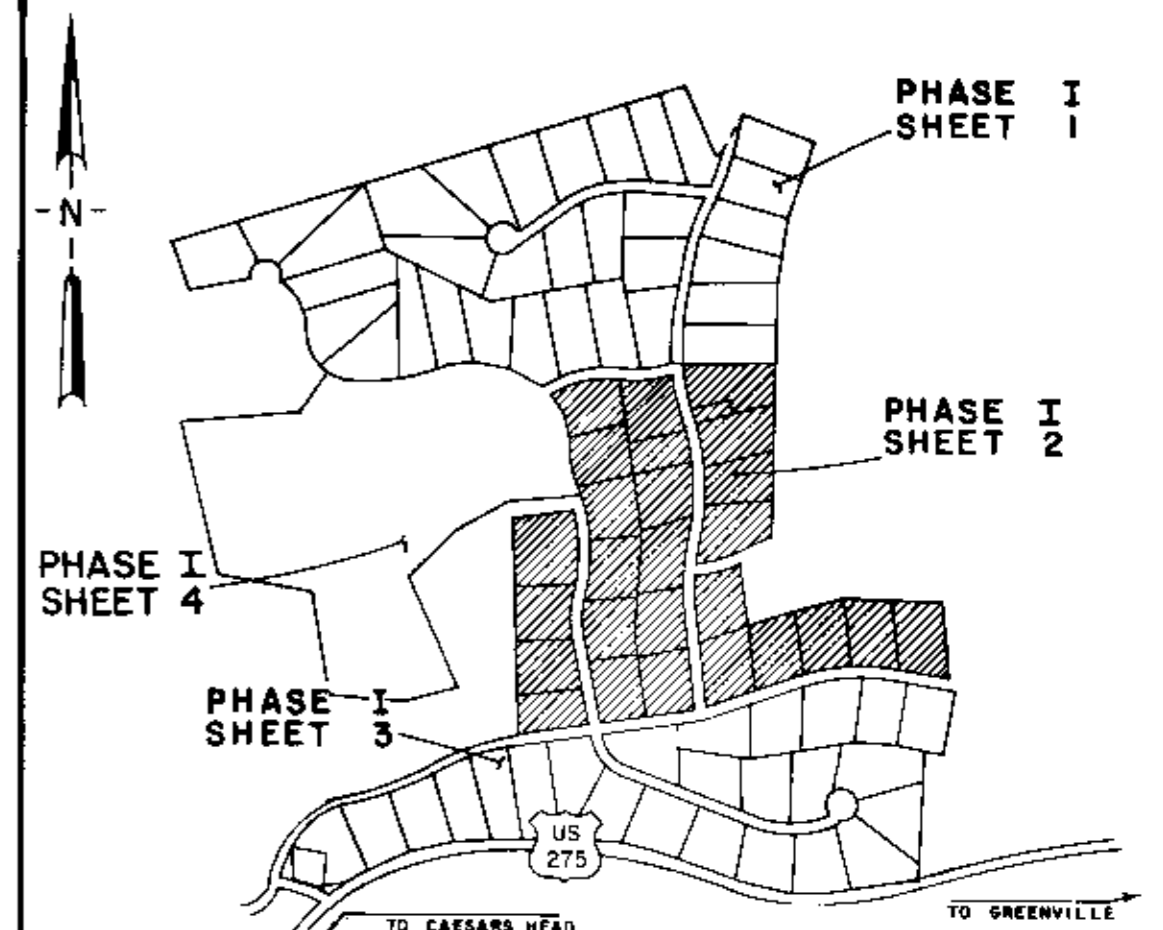 PHASE I
SHEET 1
- N -
PHASE I
SHEET 2
PHASE I
SHEET 4
PHASE I
SHEET 3
US
275
TO CAESARS HEAD
TO GREENVILLE